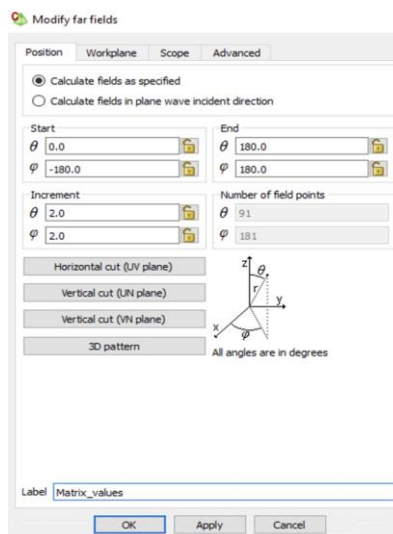 Modify far fields
Position Workplane Scope Advanced
Calculate fields as specified
Calculate fields in plane wave incident direction
Start End
θ 0.0 θ 180.0
φ -180.0 φ 180.0
Increment Number of field points
θ 2.0 θ 91
φ 2.0 φ 181
Horizontal cut (UV plane)
Vertical cut (UN plane)
Vertical cut (VN plane)
3D pattern
z θ
r
y
x φ
All angles are in degrees
Label Matrix_values
OK Apply Cancel